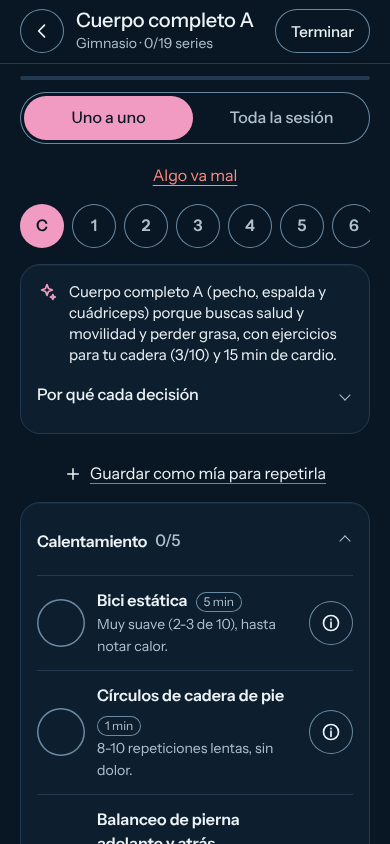 Cuerpo completo A
Gimnasio · 0/19 series
Terminar
Uno a uno
Toda la sesión
Algo va mal
C 1 2 3 4 5 6
Cuerpo completo A (pecho, espalda y
cuádriceps) porque buscas salud y
movilidad y perder grasa, con ejercicios
para tu cadera (3/10) y 15 min de cardio.
Por qué cada decisión
Guardar como mía para repetirla
Calentamiento 0/5
Bici estática 5 min
Muy suave (2-3 de 10), hasta
notar calor.
Círculos de cadera de pie
1 min
8-10 repeticiones lentas, sin
dolor.
Balanceo de pierna
adelante y atrás